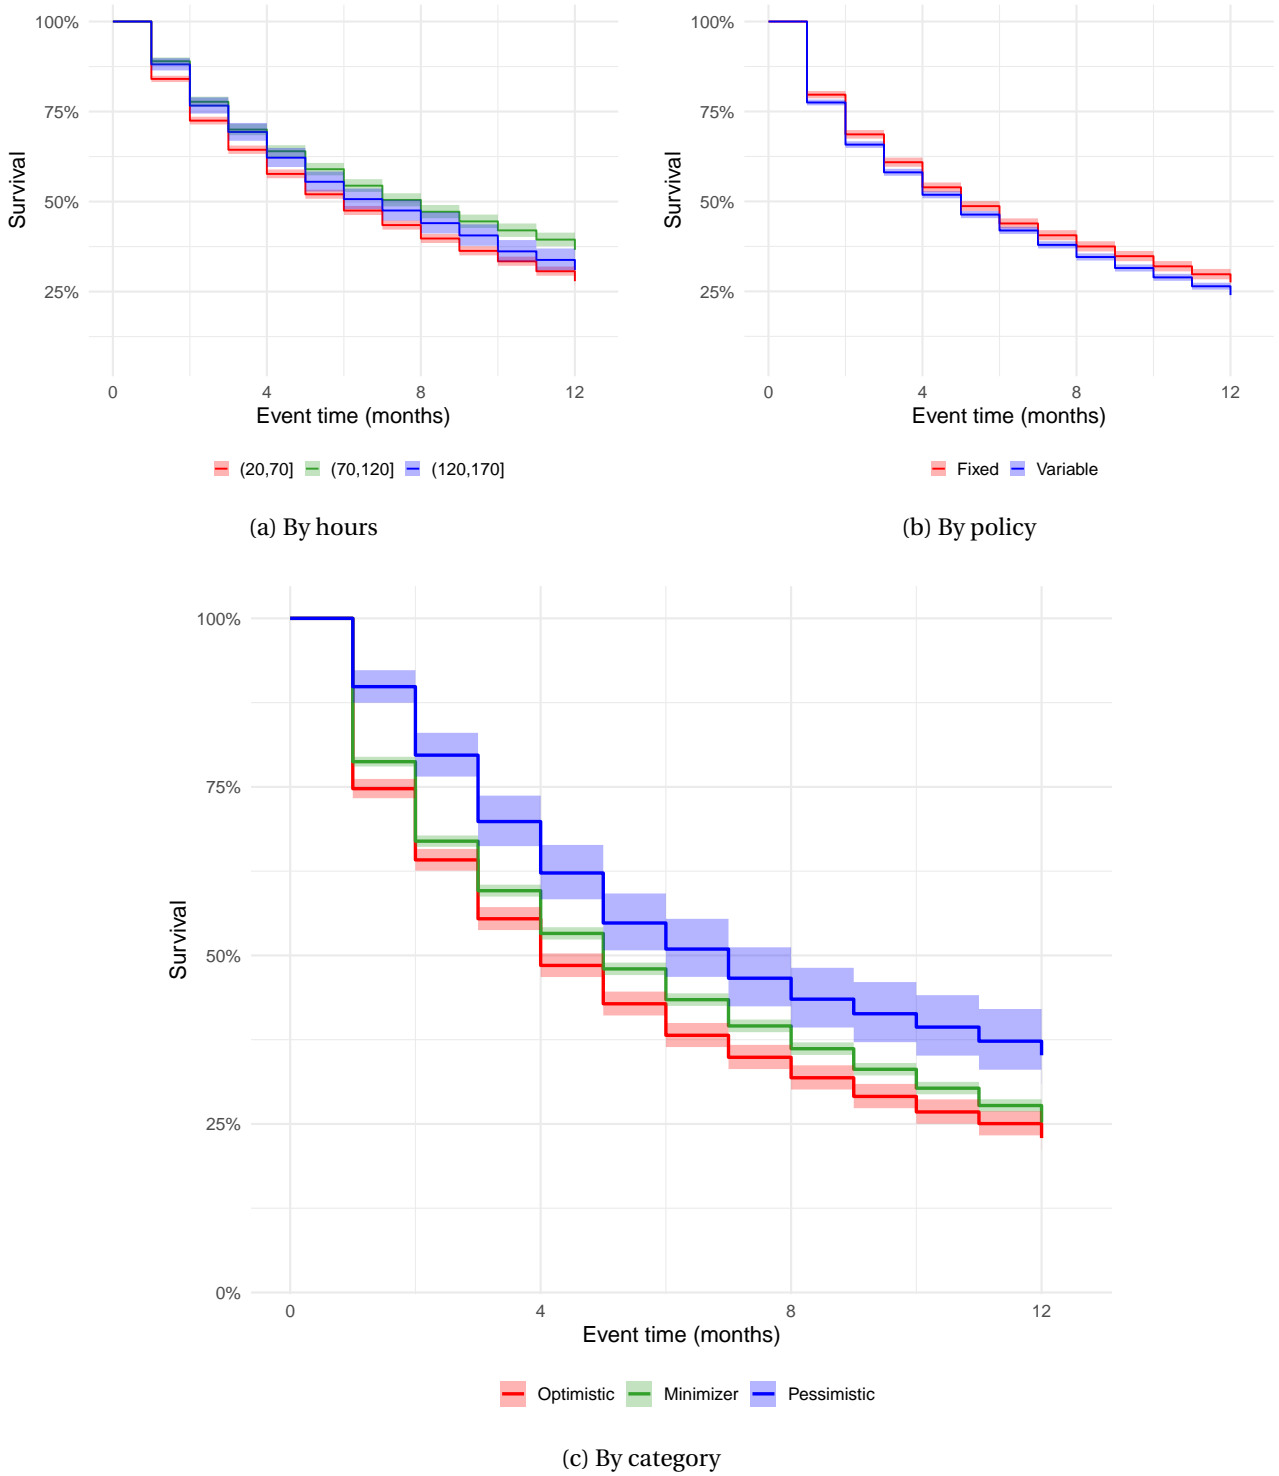 100%
75%
50%
25%
Survival
0 4 8 12
Event time (months)
(20,70] (70,120] (120,170]
(a) By hours
100%
75%
50%
25%
Survival
0 4 8 12
Event time (months)
Fixed Variable
(b) By policy
100%
75%
50%
25%
0%
Survival
0 4 8 12
Event time (months)
Optimistic Minimizer Pessimistic
(c) By category